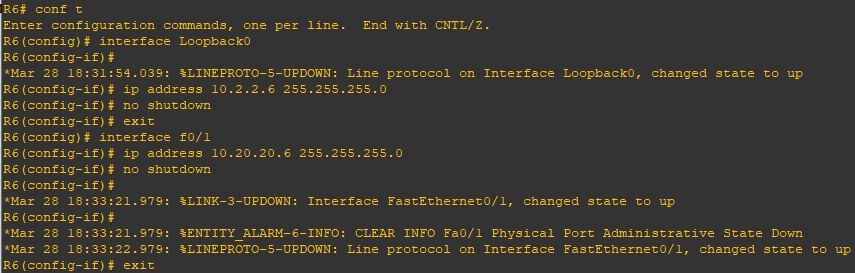 R6# conf t
Enter configuration commands, one per line.  End with CNTL/Z.
R6(config)# interface Loopback0
R6(config-if)#
*Mar 28 18:31:54.039: %LINEPROTO-5-UPDOWN: Line protocol on Interface Loopback0, changed state to up
R6(config-if)# ip address 10.2.2.6 255.255.255.0
R6(config-if)# no shutdown
R6(config-if)# exit
R6(config)# interface f0/1
R6(config-if)# ip address 10.20.20.6 255.255.255.0
R6(config-if)# no shutdown
R6(config-if)#
*Mar 28 18:33:21.979: %LINK-3-UPDOWN: Interface FastEthernet0/1, changed state to up
R6(config-if)#
*Mar 28 18:33:21.979: %ENTITY_ALARM-6-INFO: CLEAR INFO Fa0/1 Physical Port Administrative State Down
*Mar 28 18:33:22.979: %LINEPROTO-5-UPDOWN: Line protocol on Interface FastEthernet0/1, changed state to up
R6(config-if)# exit